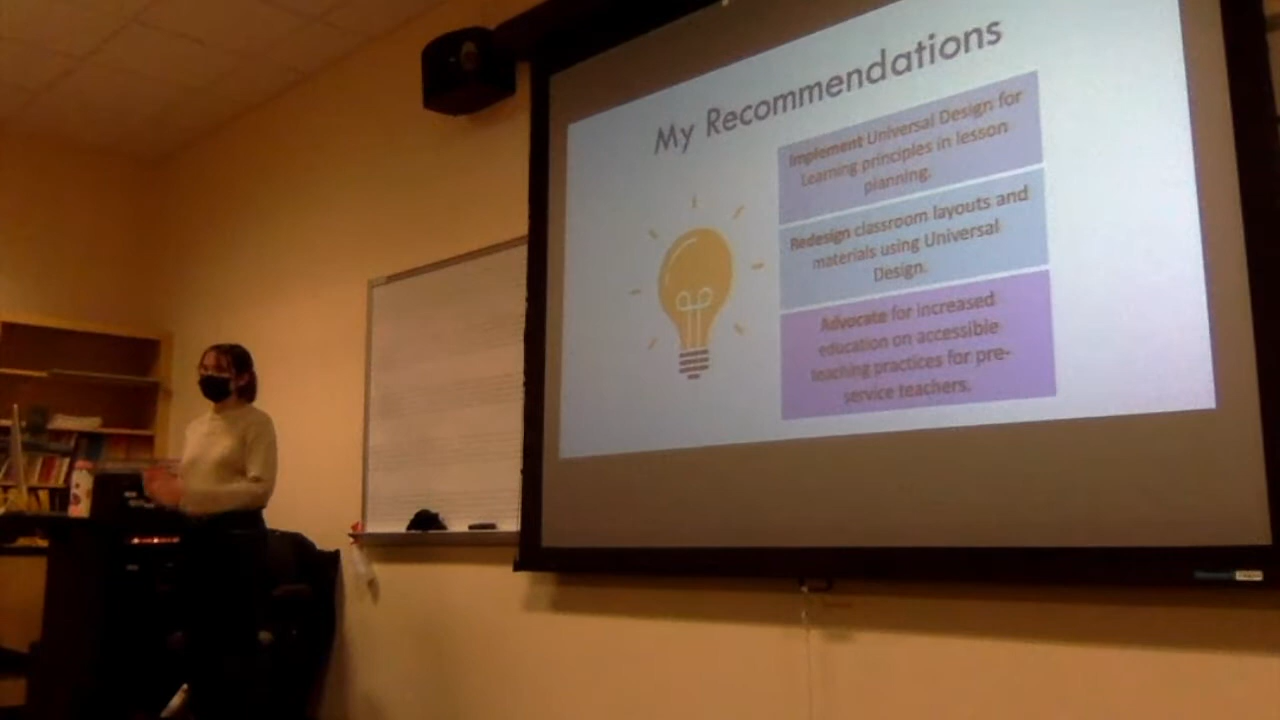 My Recommendations
Implement Universal Design for
Learning principles in lesson
planning.
Redesign classroom layouts and
materials using Universal
Design.
Advocate for increased
education on accessible
teaching practices for pre-
service teachers.